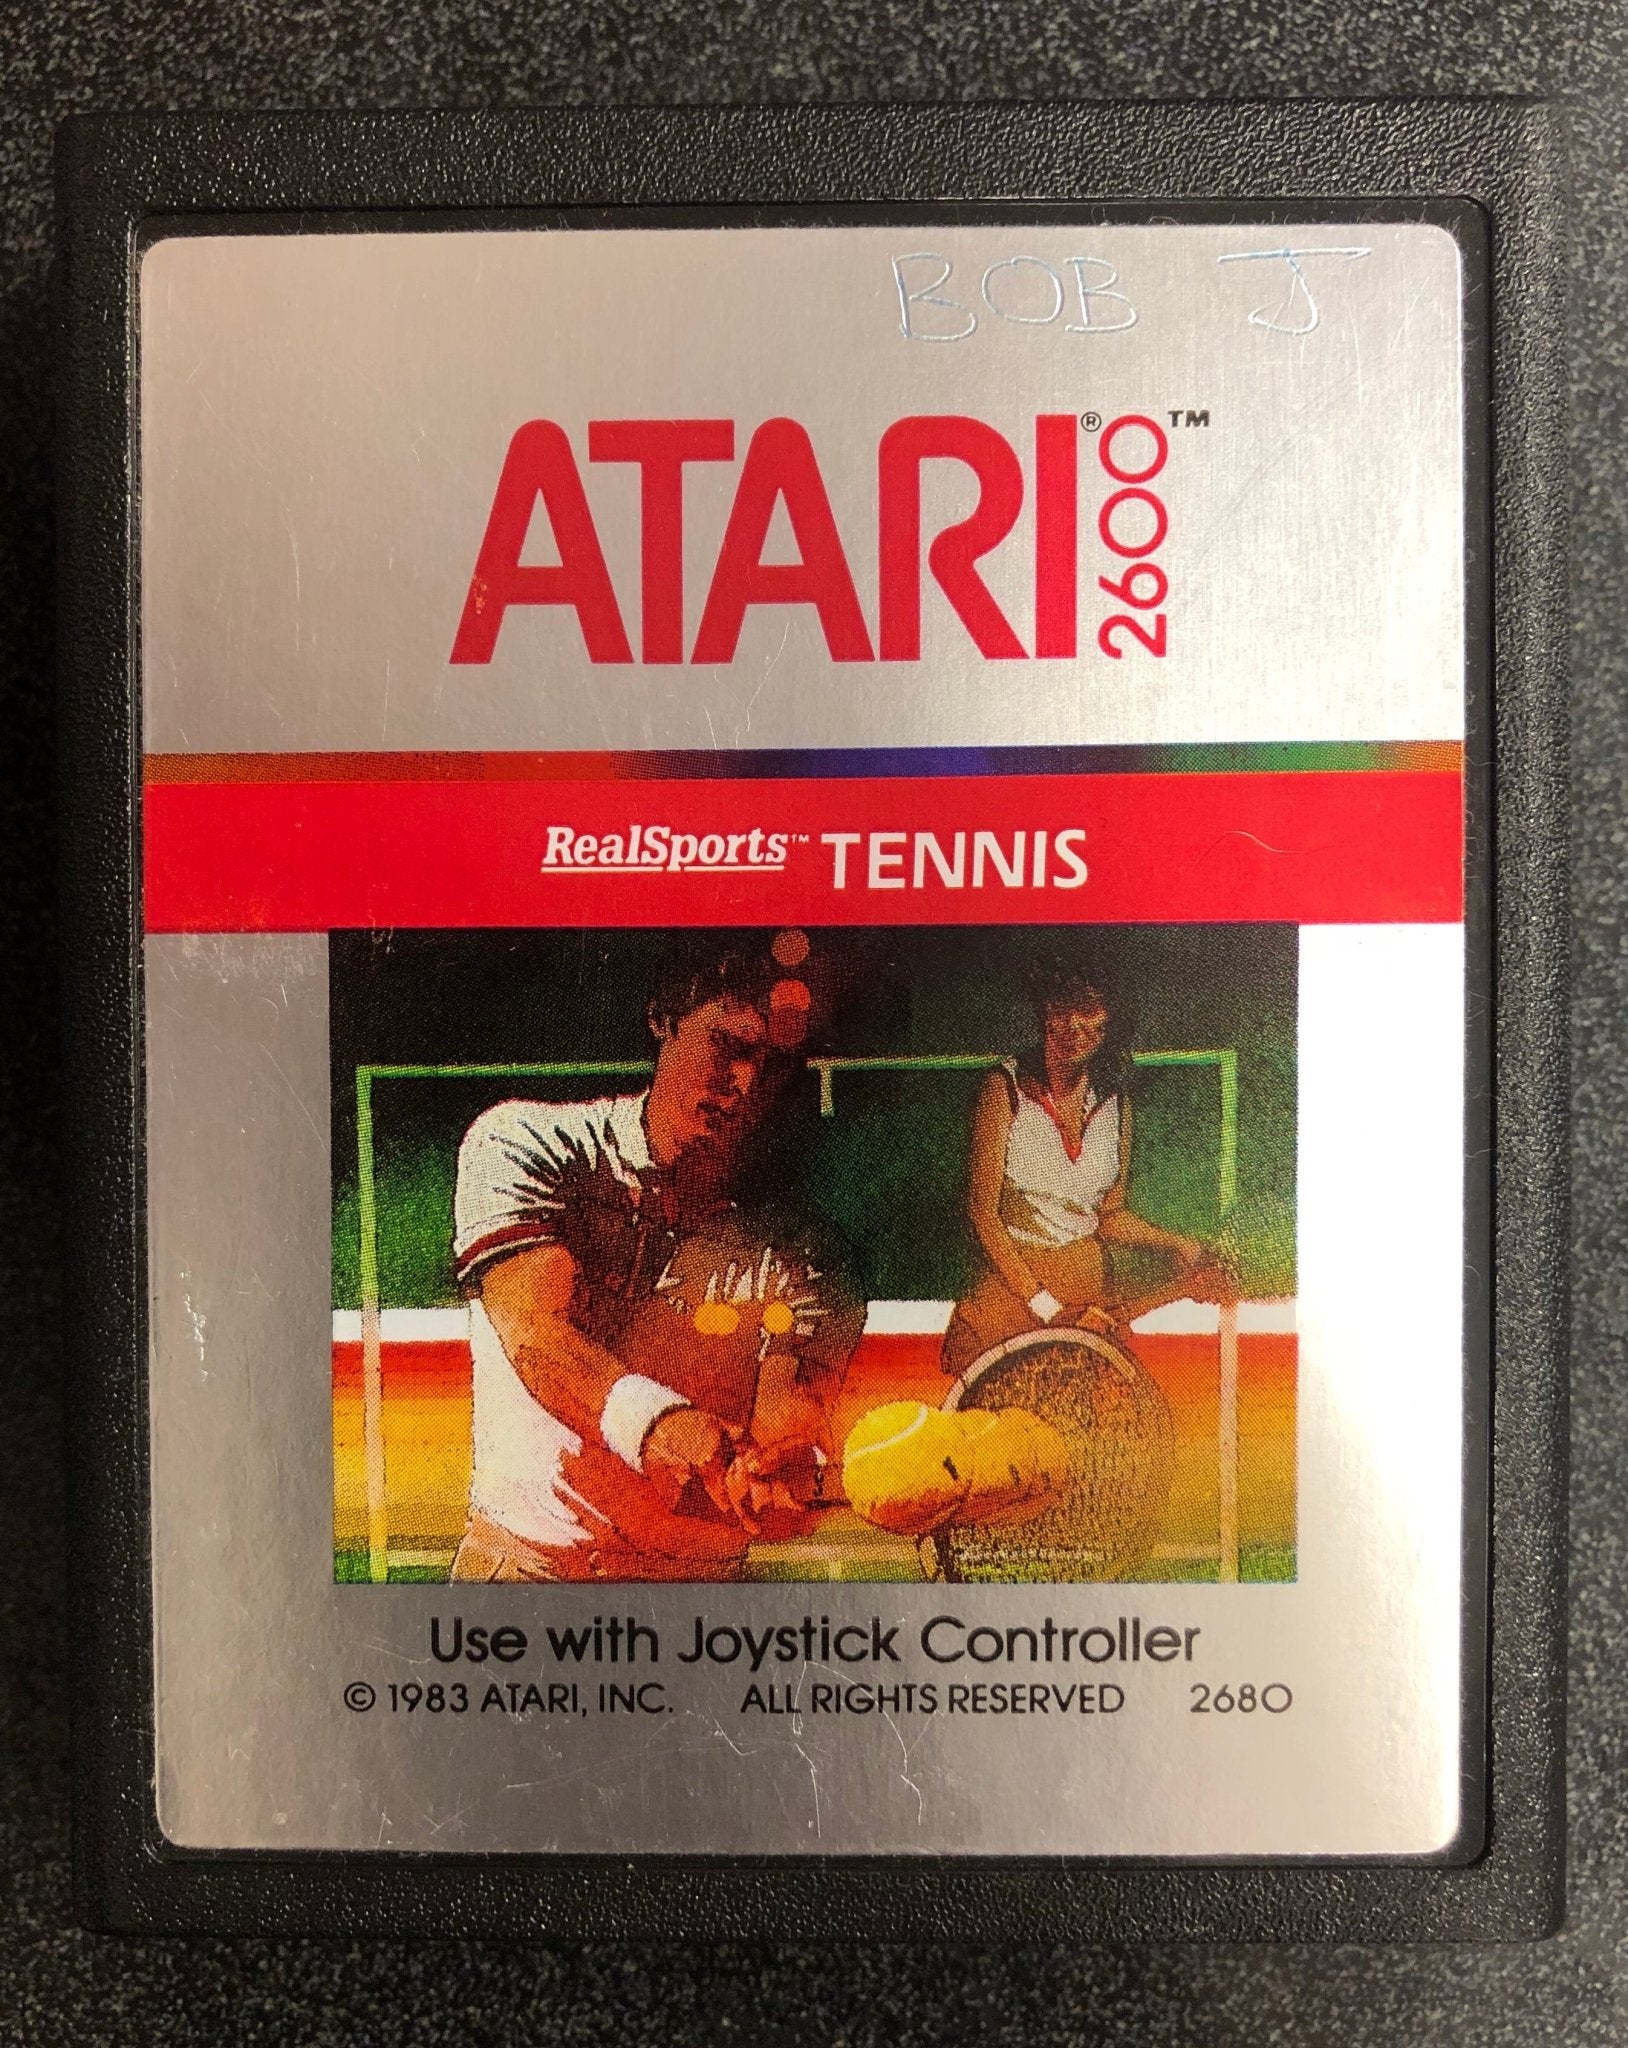 BOB J
ATARI® 2600™
RealSports™ TENNIS
Use with Joystick Controller
© 1983 ATARI, INC. ALL RIGHTS RESERVED 2680